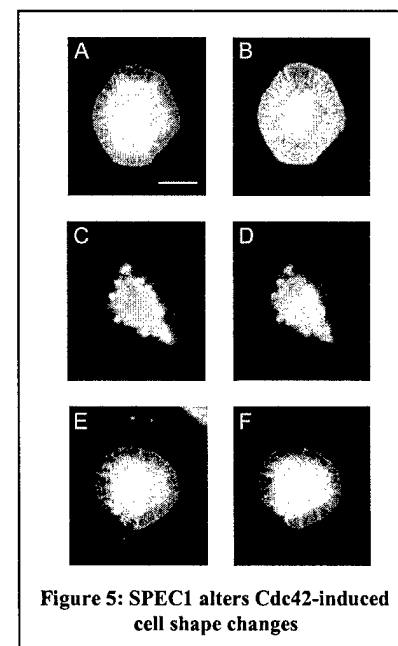 A B
C D
E F
Figure 5: SPEC1 alters Cdc42-induced
cell shape changes